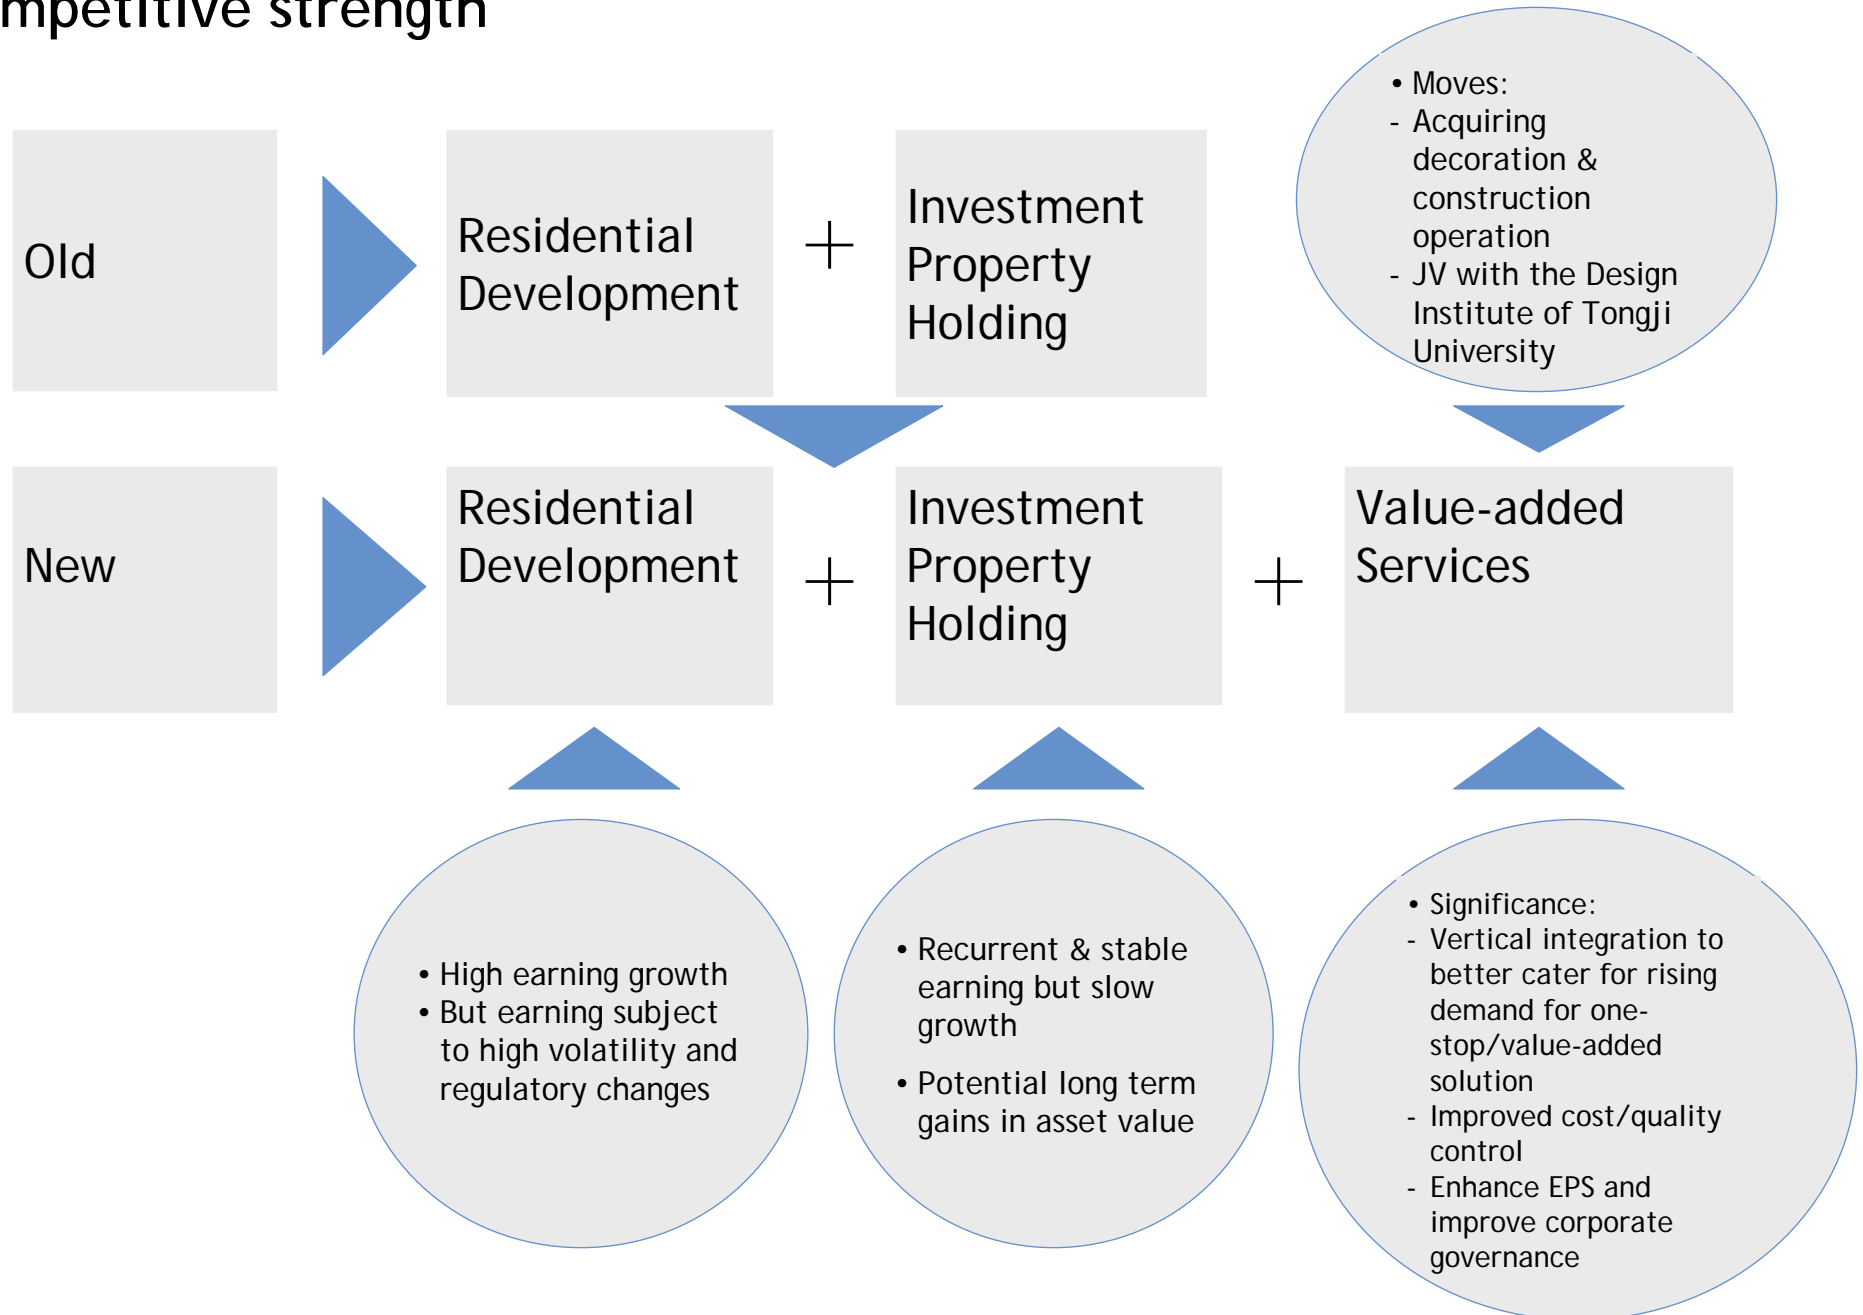 mpetitive strength
• Moves:
- Acquiring
decoration &
construction
operation
- JV with the Design
Institute of Tongji
University
Old
Residential
Development
+
Investment
Property
Holding
New
Residential
Development
+
Investment
Property
Holding
+
Value-added
Services
• High earning growth
• But earning subject
to high volatility and
regulatory changes
• Recurrent & stable
earning but slow
growth
• Potential long term
gains in asset value
• Significance:
- Vertical integration to
better cater for rising
demand for one-
stop/value-added
solution
- Improved cost/quality
control
- Enhance EPS and
improve corporate
governance